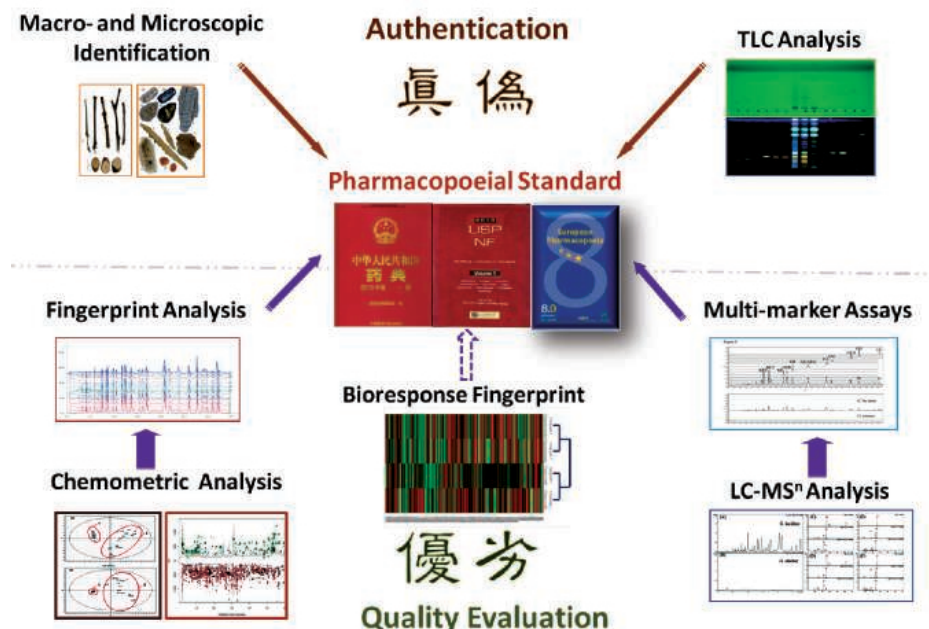 Macro- and Microscopic
Identification
Authentication
TLC Analysis
眞 僞
Pharmacopoeial Standard
中华人民共和国
药典
USP
NF
European
Pharmacopoeia
8
8.0
Fingerprint Analysis
Multi-marker Assays
Bioresponse Fingerprint
Chemometric Analysis
LC-MSⁿ Analysis
優 劣
Quality Evaluation